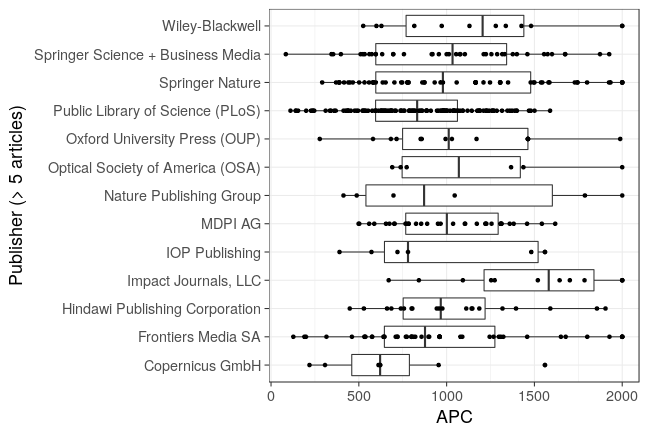 Publisher (> 5 articles)
Wiley-Blackwell
Springer Science + Business Media
Springer Nature
Public Library of Science (PLoS)
Oxford University Press (OUP)
Optical Society of America (OSA)
Nature Publishing Group
MDPI AG
IOP Publishing
Impact Journals, LLC
Hindawi Publishing Corporation
Frontiers Media SA
Copernicus GmbH
0 500 1000 1500 2000
APC